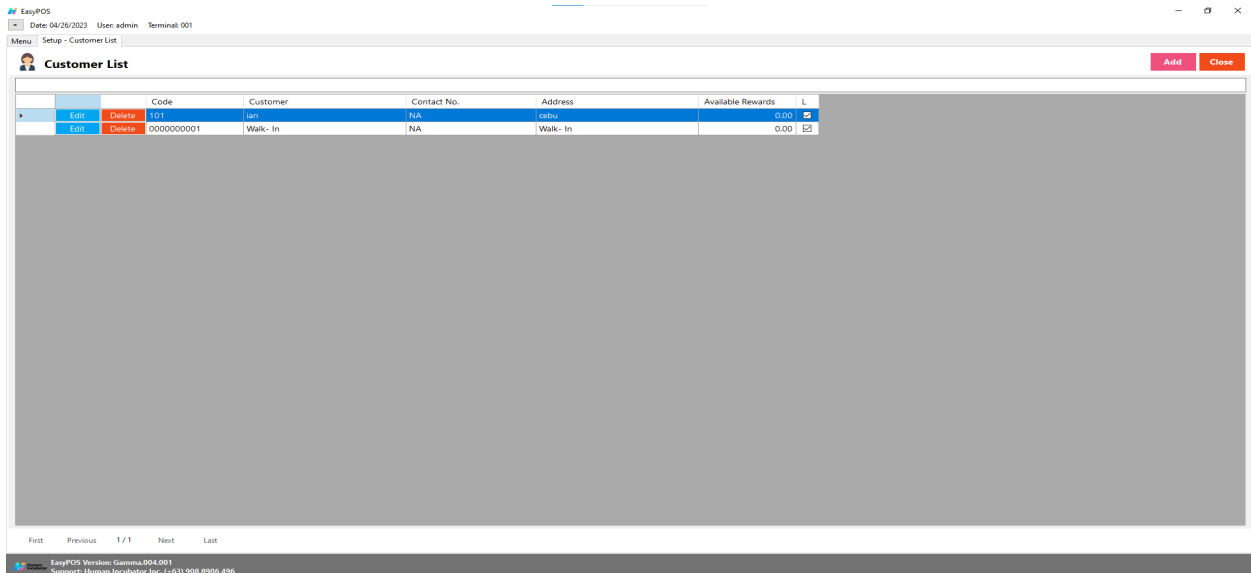 EasyPOS
Date: 04/26/2023 User: admin Terminal: 001
Menu Setup - Customer List
Customer List Add Close
Code Customer Contact No. Address Available Rewards L
Edit Delete 101 ian NA cebu 0.00
Edit Delete 0000000001 Walk- In NA Walk- In 0.00
First Previous 1 / 1 Next Last
Human Incubator EasyPOS Version: Gamma.004.001
Support: Human Incubator Inc. (+63) 908 8906 496